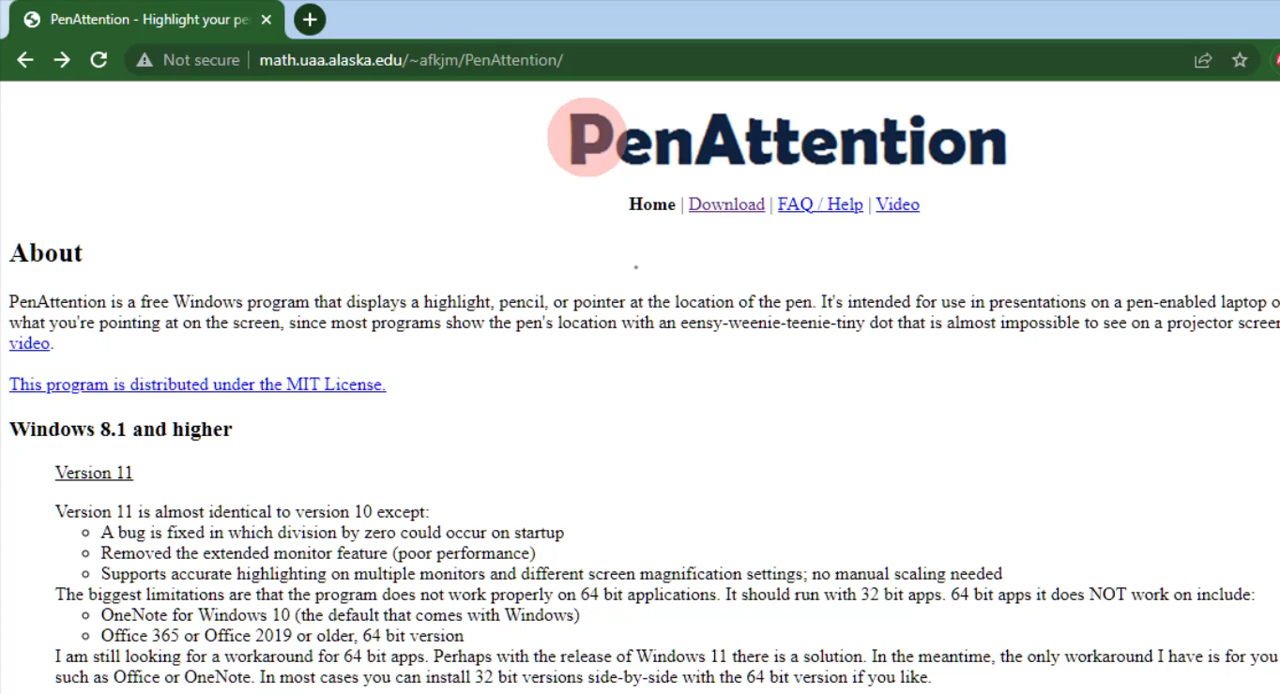 PenAttention - Highlight your pe
Not secure | math.uaa.alaska.edu/~afkjm/PenAttention/
PenAttention
Home | Download | FAQ / Help | Video
About
PenAttention is a free Windows program that displays a highlight, pencil, or pointer at the location of the pen. It's intended for use in presentations on a pen-enabled laptop o
what you're pointing at on the screen, since most programs show the pen's location with an eensy-weenie-teenie-tiny dot that is almost impossible to see on a projector screen
video.
This program is distributed under the MIT License.
Windows 8.1 and higher
Version 11
Version 11 is almost identical to version 10 except:
A bug is fixed in which division by zero could occur on startup
Removed the extended monitor feature (poor performance)
Supports accurate highlighting on multiple monitors and different screen magnification settings; no manual scaling needed
The biggest limitations are that the program does not work properly on 64 bit applications. It should run with 32 bit apps. 64 bit apps it does NOT work on include:
OneNote for Windows 10 (the default that comes with Windows)
Office 365 or Office 2019 or older, 64 bit version
I am still looking for a workaround for 64 bit apps. Perhaps with the release of Windows 11 there is a solution. In the meantime, the only workaround I have is for you
such as Office or OneNote. In most cases you can install 32 bit versions side-by-side with the 64 bit version if you like.